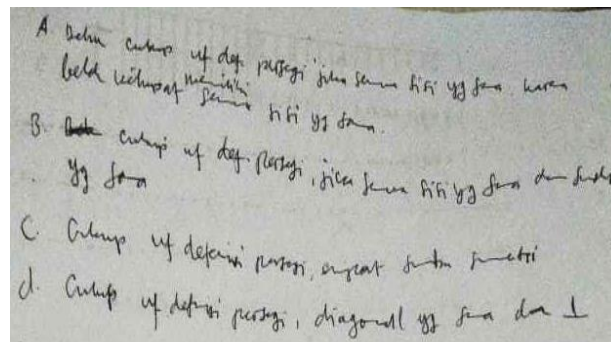 A Belum cukup uf def. persegi jika semua sisi yg sama karena
belah ketupat memiliki semua sisi yg sama.
B. cukup uf def. persegi, jika semua sisi yg sama dan sudut
yg sama
C. Cukup uf definisi persegi, empat simetri
d. Cukup uf definisi persegi, diagonal yg sama dan ⊥